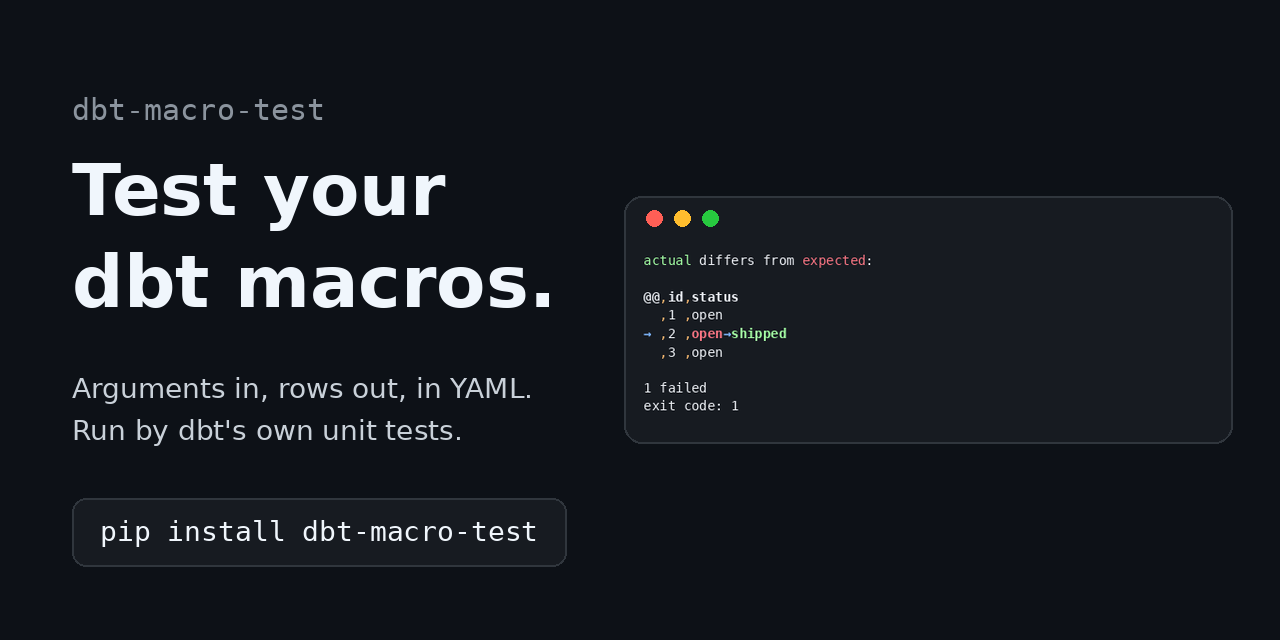 dbt-macro-test
Test your
dbt macros.
Arguments in, rows out, in YAML.
Run by dbt's own unit tests.
pip install dbt-macro-test
actual differs from expected:
@@,id,status
,1 ,open
→ ,2 ,open→shipped
,3 ,open
1 failed
exit code: 1